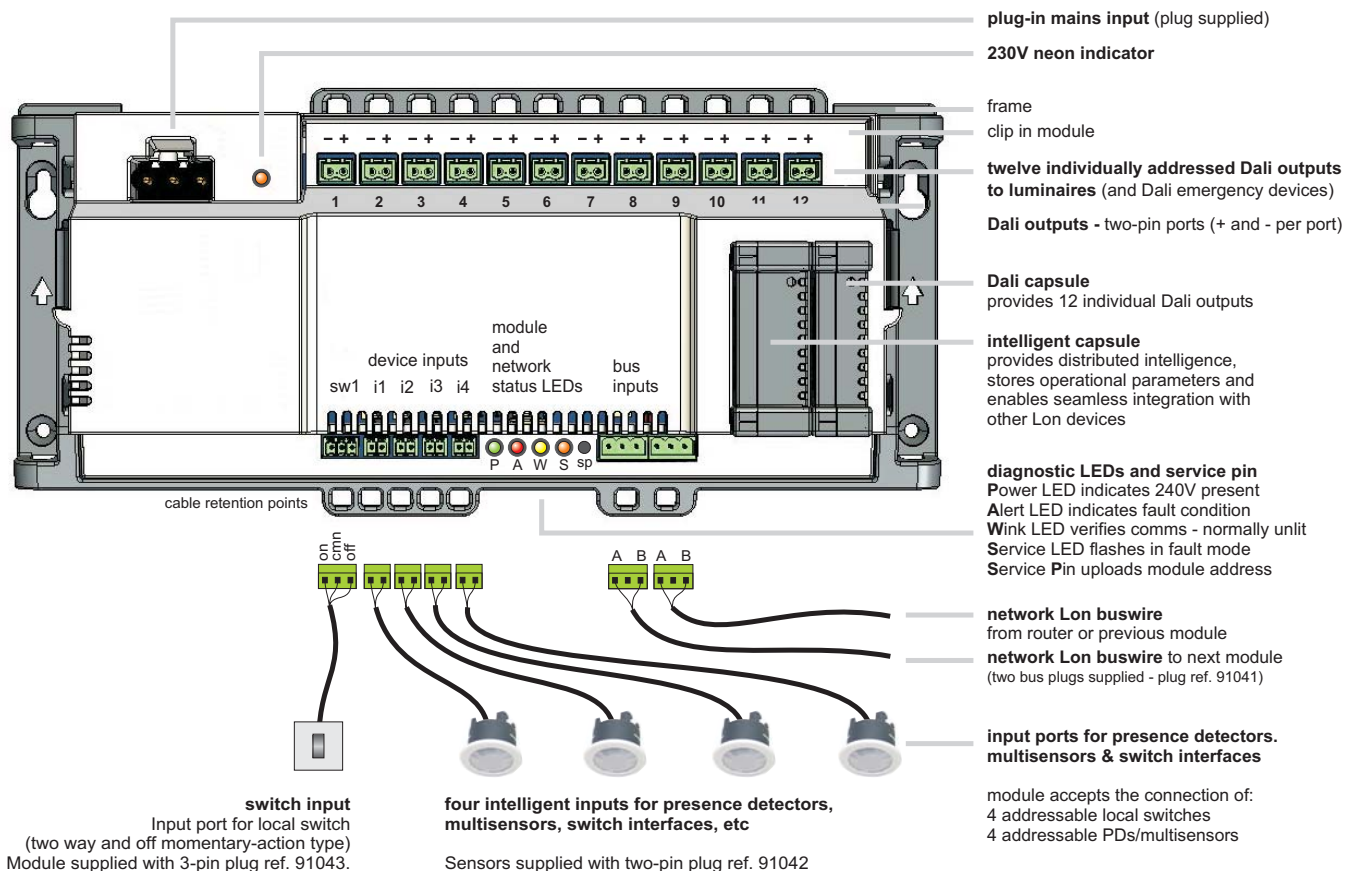 plug-in mains input (plug supplied)
230V neon indicator
frame
clip in module
twelve individually addressed Dali outputs
to luminaires (and Dali emergency devices)
Dali outputs - two-pin ports (+ and - per port)
Dali capsule
provides 12 individual Dali outputs
intelligent capsule
provides distributed intelligence,
stores operational parameters and
enables seamless integration with
other Lon devices
diagnostic LEDs and service pin
Power LED indicates 240V present
Alert LED indicates fault condition
Wink LED verifies comms - normally unlit
Service LED flashes in fault mode
Service Pin uploads module address
network Lon buswire
from router or previous module
network Lon buswire to next module
(two bus plugs supplied - plug ref. 91041)
input ports for presence detectors.
multisensors & switch interfaces
module accepts the connection of:
4 addressable local switches
4 addressable PDs/multisensors
- + - + - + - + - + - + - + - + - + - + - + - +
1 2 3 4 5 6 7 8 9 10 11 12
device inputs
sw1 i1 i2 i3 i4
module
and
network
status LEDs
bus
inputs
P A W S sp
cable retention points
on
cmn
off
A B A B
switch input
Input port for local switch
(two way and off momentary-action type)
Module supplied with 3-pin plug ref. 91043.
four intelligent inputs for presence detectors,
multisensors, switch interfaces, etc
Sensors supplied with two-pin plug ref. 91042